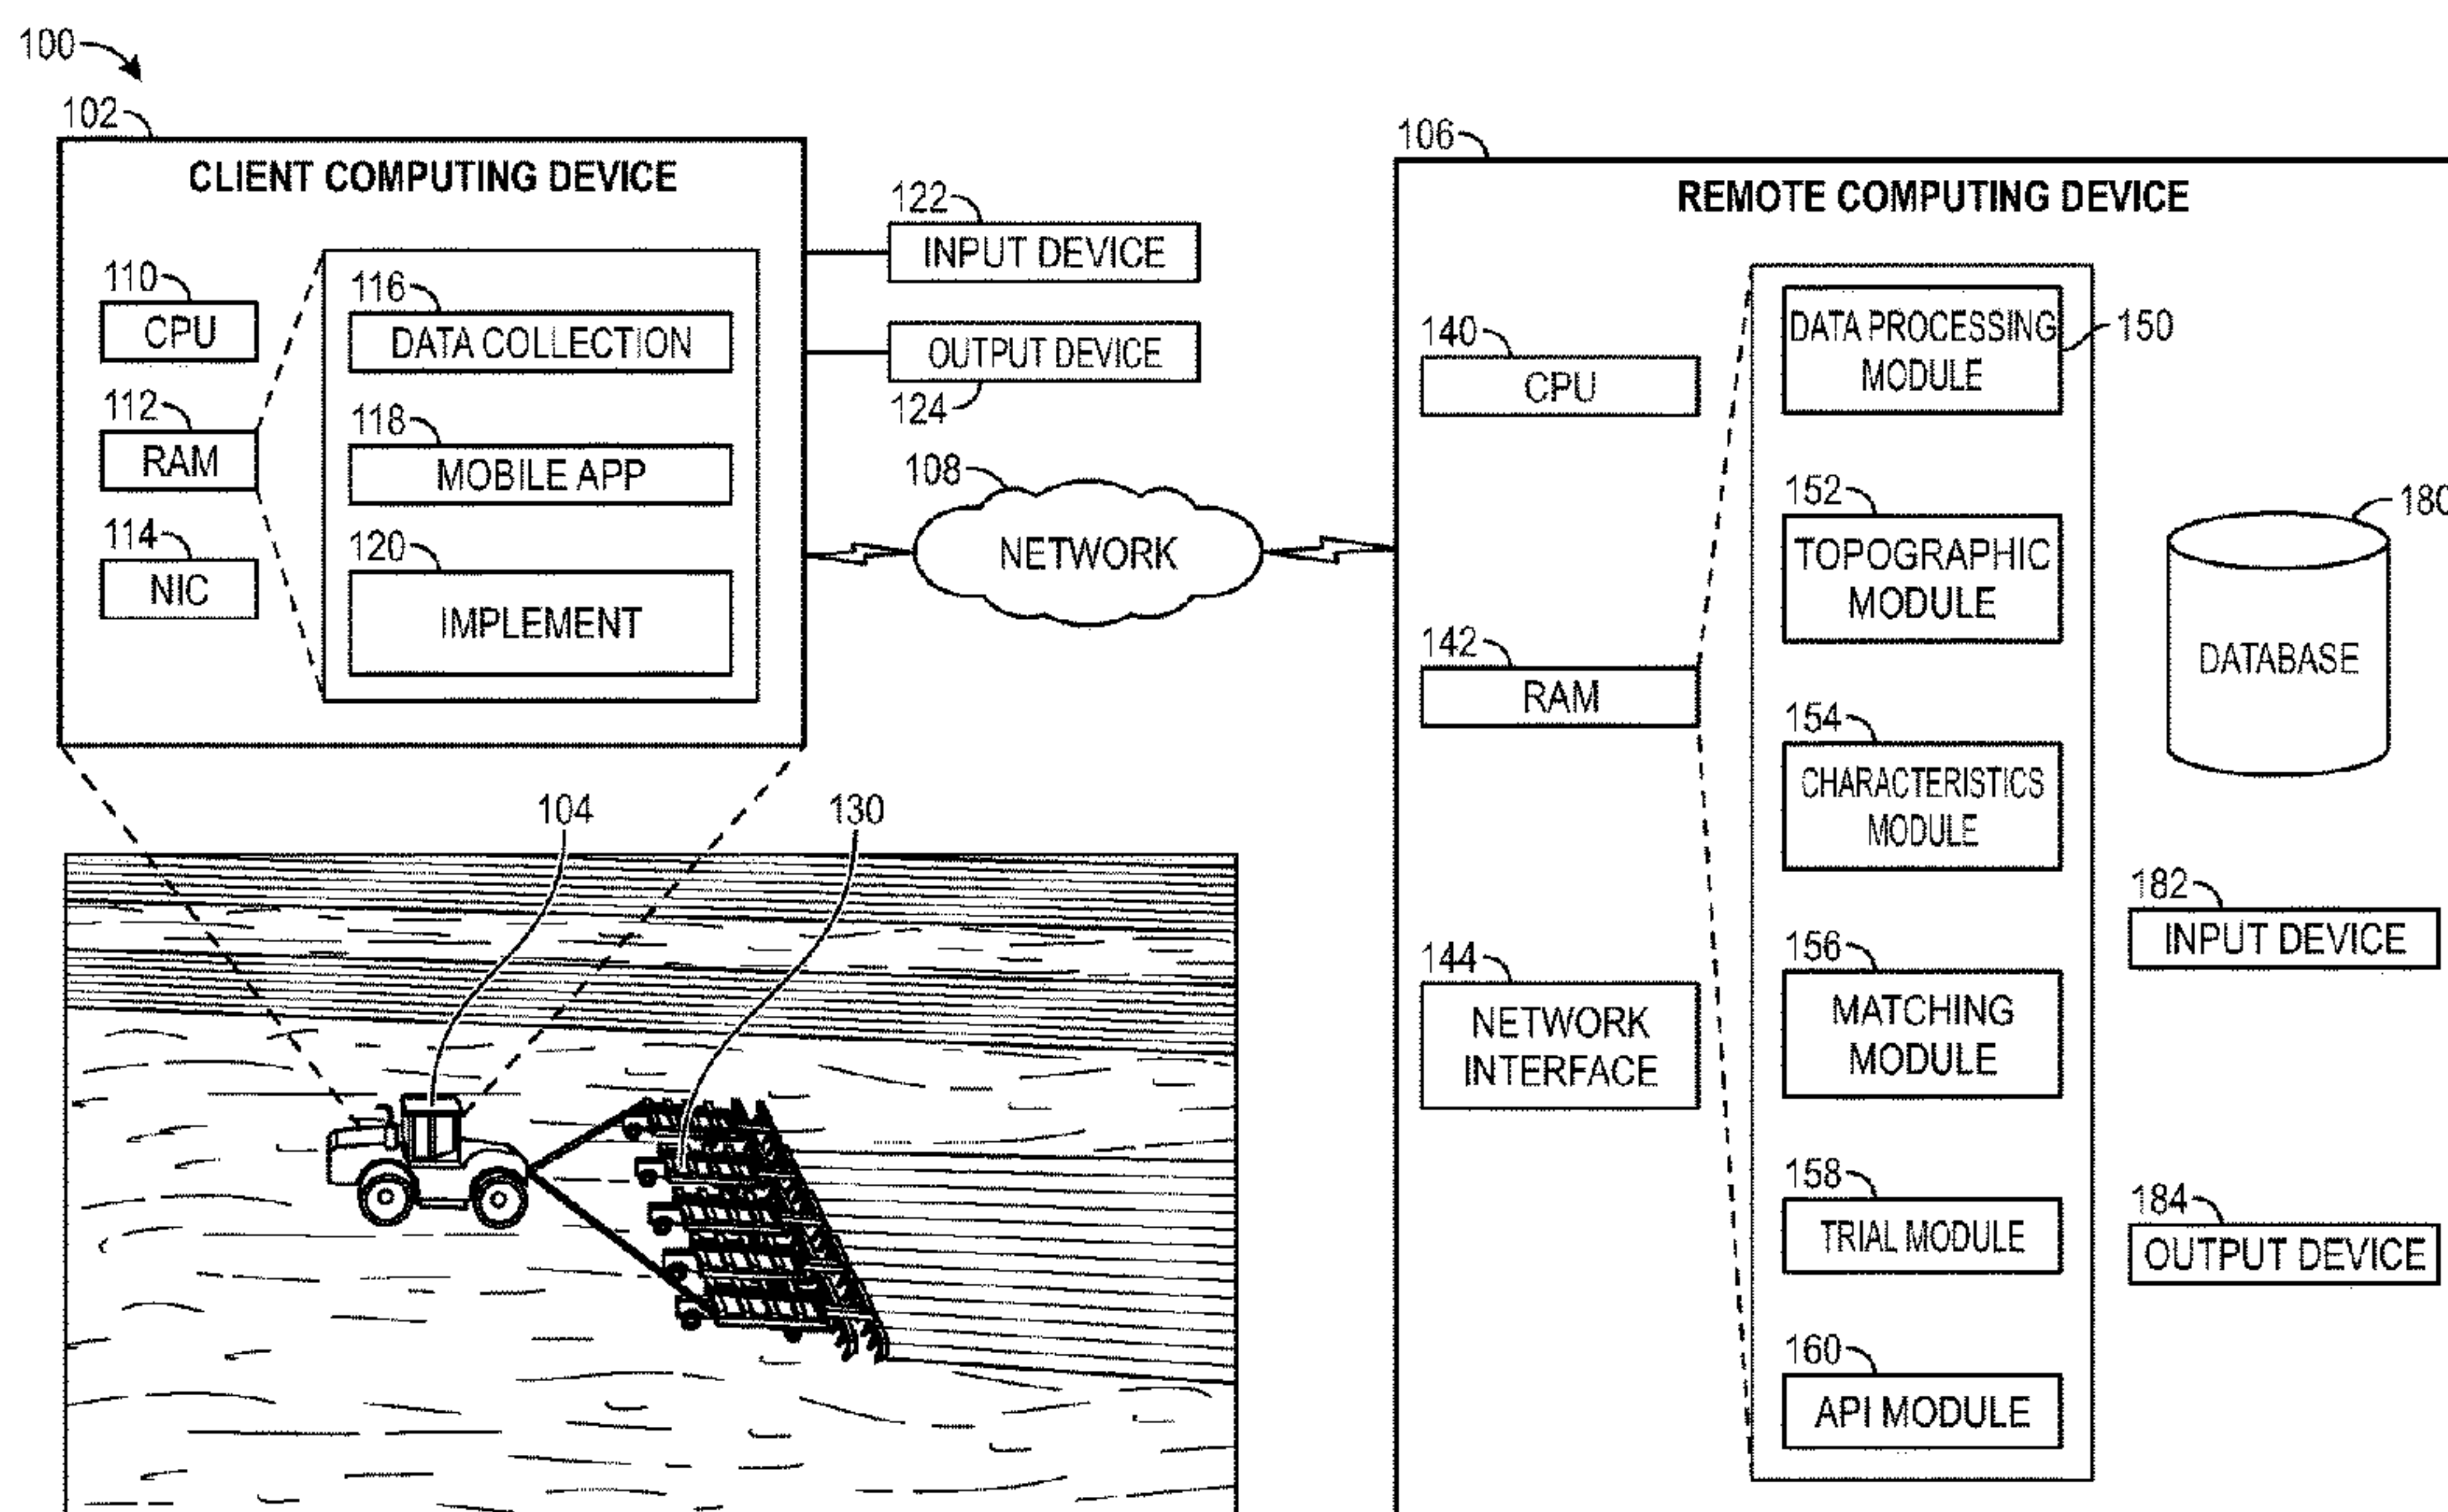 100
102
CLIENT COMPUTING DEVICE
110
CPU
112
RAM
114
NIC
116
DATA COLLECTION
118
MOBILE APP
120
IMPLEMENT
122
INPUT DEVICE
OUTPUT DEVICE
124
108
NETWORK
104
130
106
REMOTE COMPUTING DEVICE
140
CPU
142
RAM
144
NETWORK
INTERFACE
DATA PROCESSING
MODULE
150
152
TOPOGRAPHIC
MODULE
154
CHARACTERISTICS
MODULE
156
MATCHING
MODULE
158
TRIAL MODULE
160
API MODULE
180
DATABASE
182
INPUT DEVICE
184
OUTPUT DEVICE